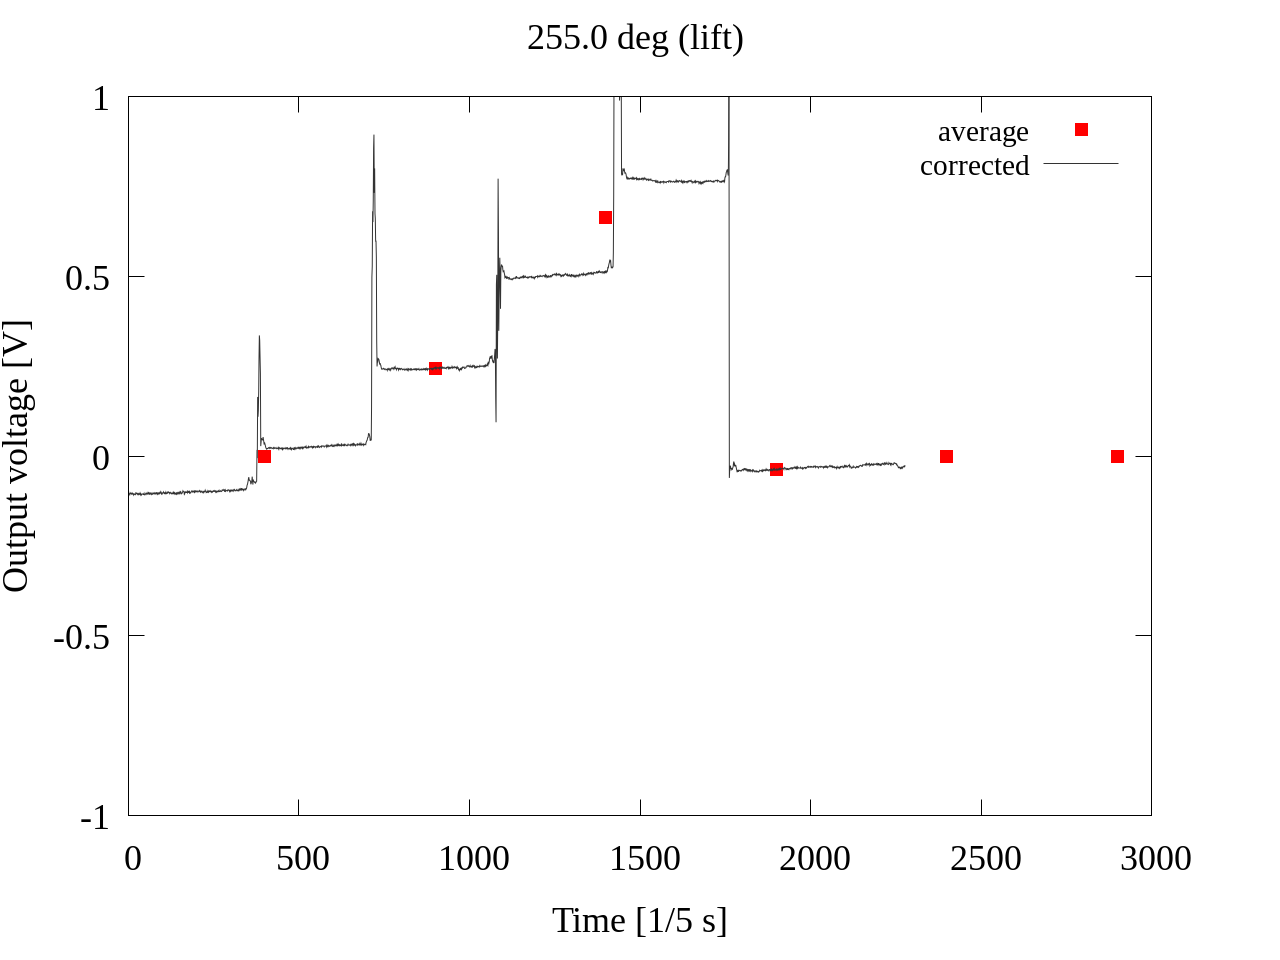 255.0 deg (lift)
average
corrected
Output voltage [V]
1
0.5
0
-0.5
-1
0 500 1000 1500 2000 2500 3000
Time [1/5 s]